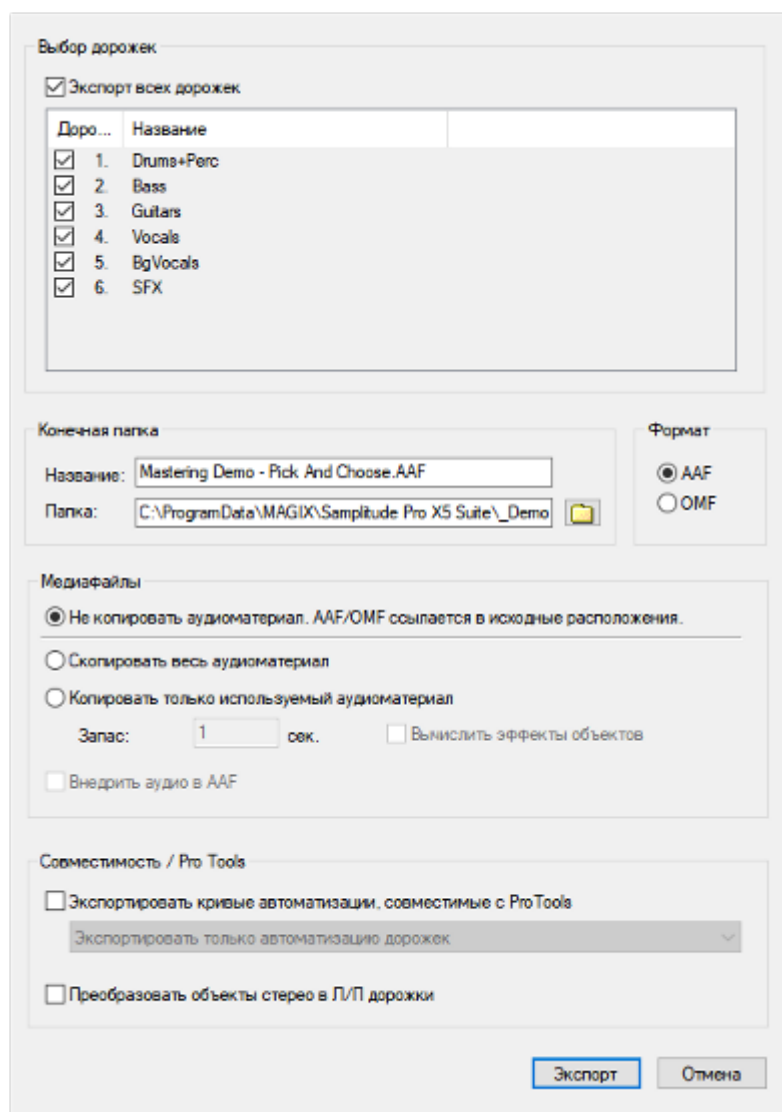 Выбор дорожек
Экспорт всех дорожек
Доро... Название
1. Drums+Perc
2. Bass
3. Guitars
4. Vocals
5. BgVocals
6. SFX
Конечная папка
Формат
Название: Mastering Demo - Pick And Choose.AAF
AAF
Папка: C:\ProgramData\MAGIX\Samplitude Pro X5 Suite\_Demo
OMF
Медиафайлы
Не копировать аудиоматериал. AAF/OMF ссылается в исходные расположения.
Скопировать весь аудиоматериал
Копировать только используемый аудиоматериал
Запас: 1 сек. Вычислить эффекты объектов
Внедрить аудио в AAF
Совместимость / Pro Tools
Экспортировать кривые автоматизации, совместимые с ProTools
Экспортировать только автоматизацию дорожек
Преобразовать объекты стерео в Л/П дорожки
Экспорт Отмена